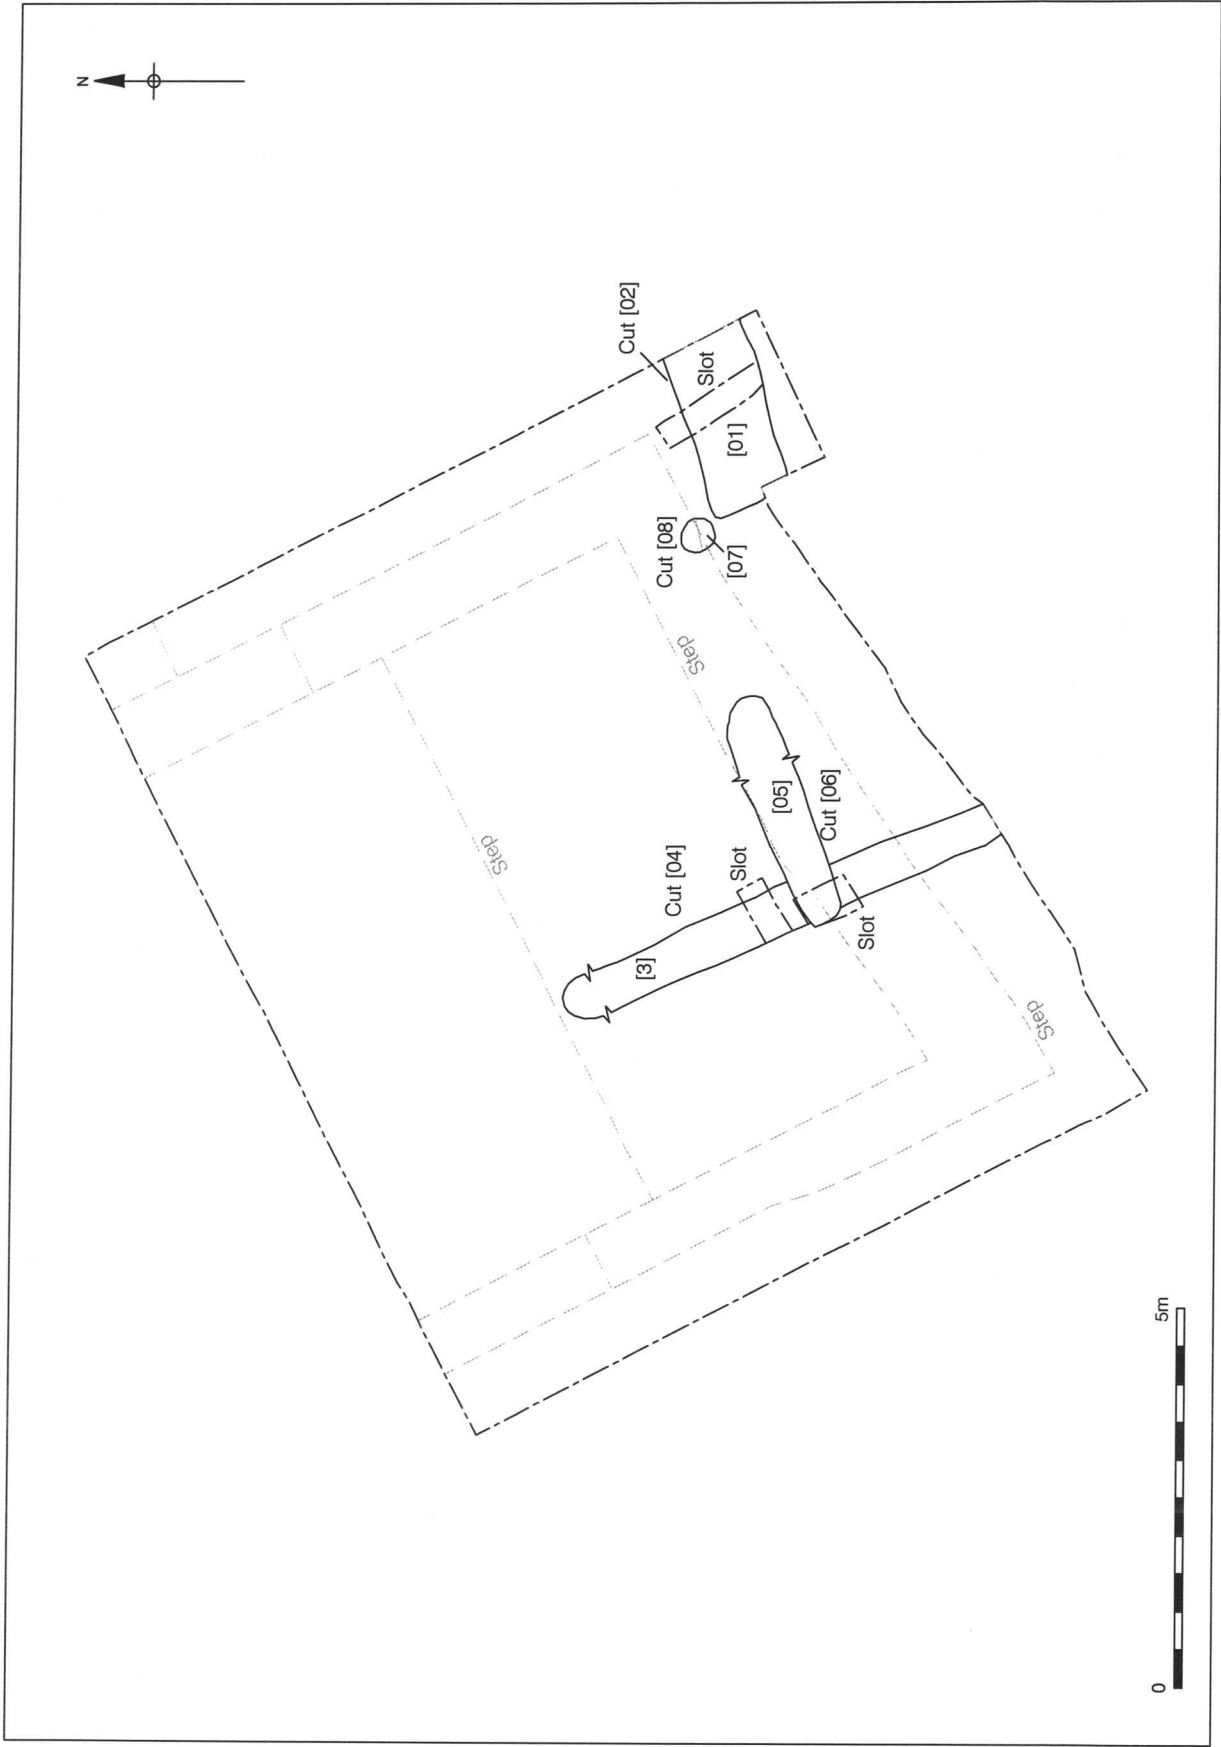 N
Cut [02]
Slot
[01]
Cut [08]
[07]
Step
[05]
Cut [06]
Step
Cut [04]
Slot
[3]
Slot
Step
0
5m